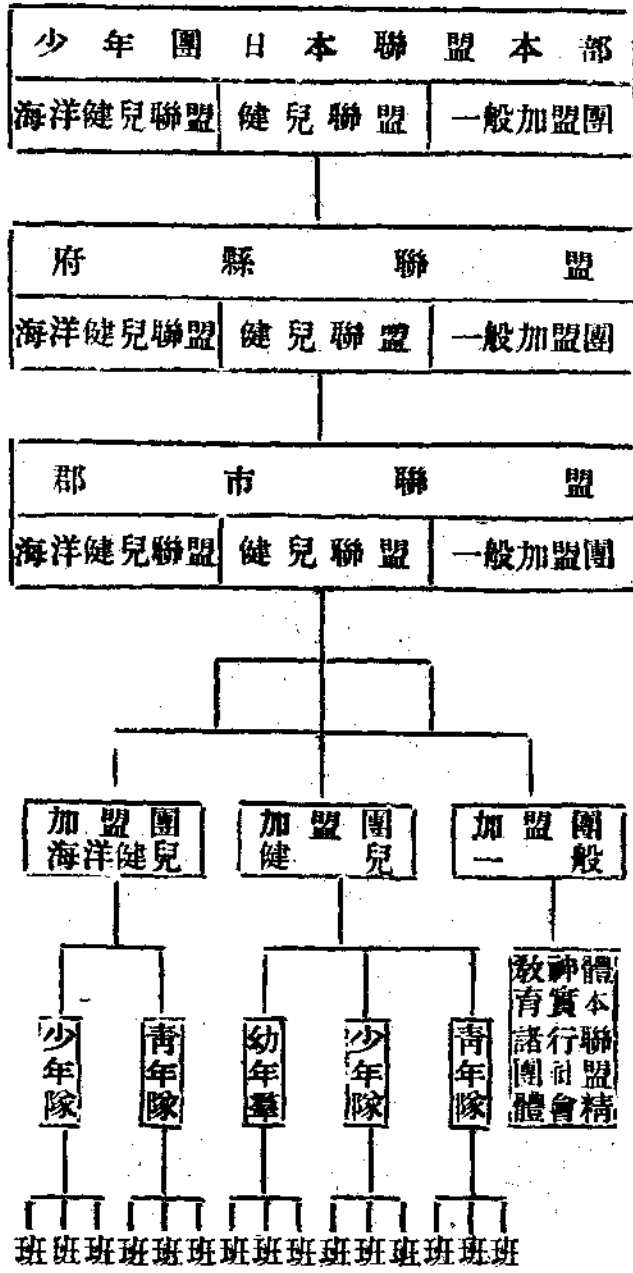 少年團日本聯盟本部
海洋健兒聯盟 健兒聯盟 一般加盟團
府縣聯盟
海洋健兒聯盟 健兒聯盟 一般加盟團
郡市聯盟
海洋健兒聯盟 健兒聯盟 一般加盟團
加盟團
海洋健兒
加盟團
健兒
加盟團
一般
少年隊
青年隊
幼年羣
少年隊
青年隊
體本聯盟精
神實行社會
敎育諸團體
班 班 班 班 班 班 班 班 班 班 班 班 班 班 班